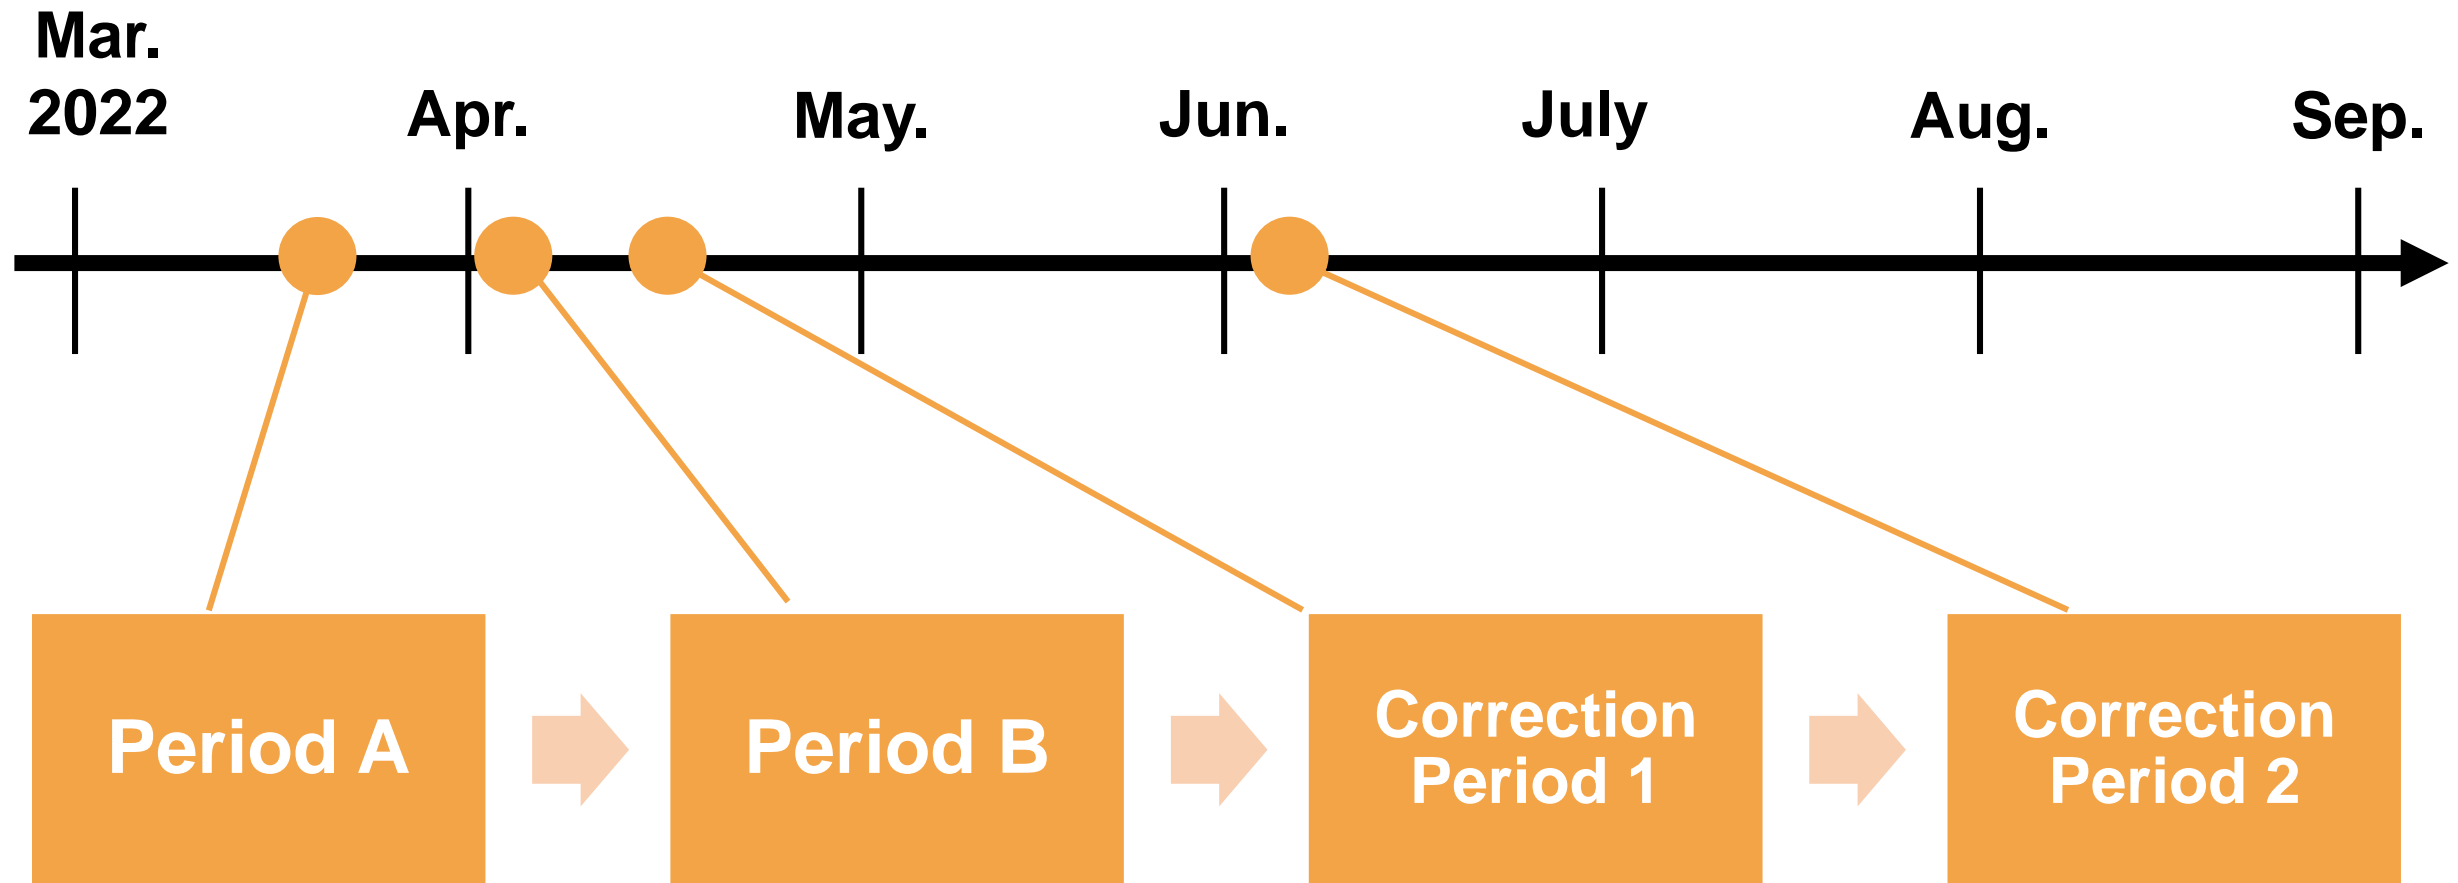 Mar.
2022
Apr.
May.
Jun.
July
Aug.
Sep.
Period A
Period B
Correction
Period 1
Correction
Period 2